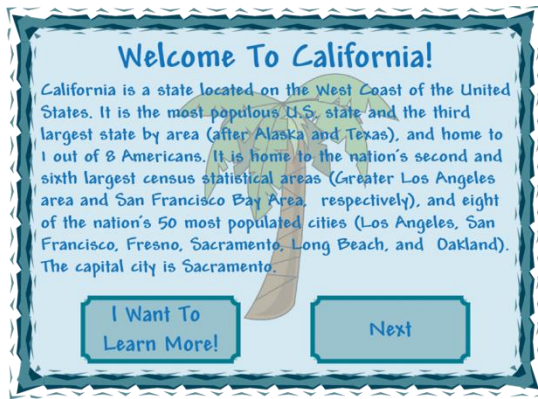 Welcome To California!
California is a state located on the West Coast of the United
States. It is the most populous U.S. state and the third
largest state by area (after Alaska and Texas), and home to
1 out of 8 Americans. It is home to the nation's second and
sixth largest census statistical areas (Greater Los Angeles
area and San Francisco Bay Area, respectively), and eight
of the nation's 50 most populated cities (Los Angeles, San
Francisco, Fresno, Sacramento, Long Beach, and Oakland).
The capital city is Sacramento.
I Want To
Learn More!
Next